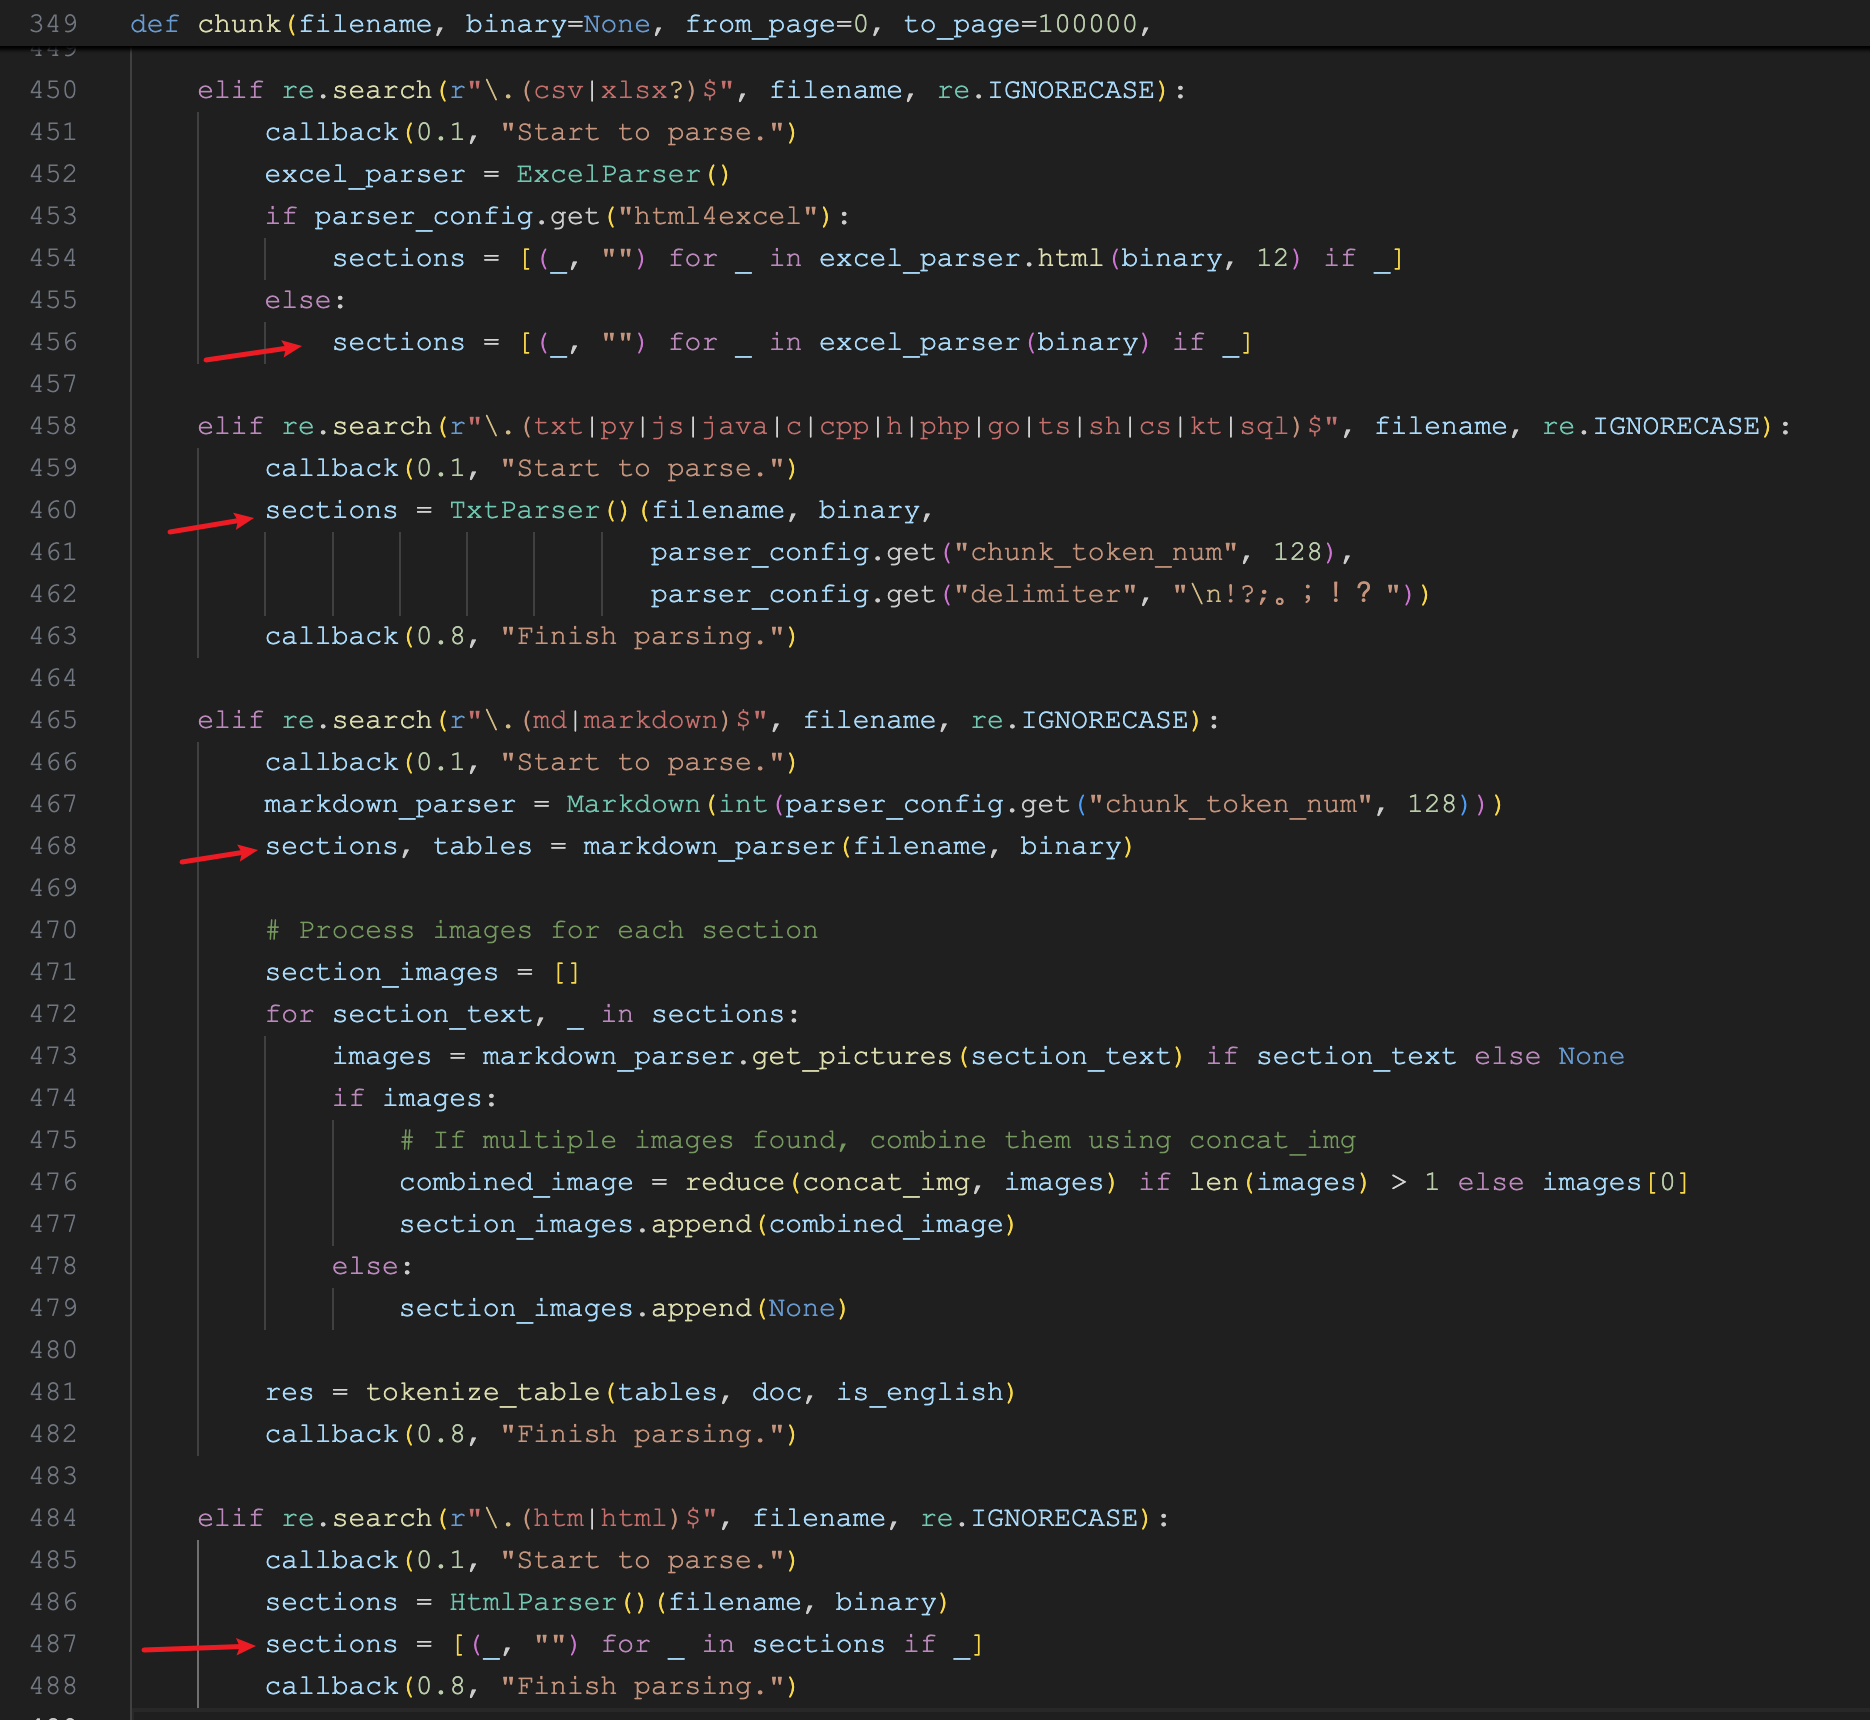 349 def chunk(filename, binary=None, from_page=0, to_page=100000,
449
450 elif re.search(r"\.(csv|xlsx?)$", filename, re.IGNORECASE):
451 callback(0.1, "Start to parse.")
452 excel_parser = ExcelParser()
453 if parser_config.get("html4excel"):
454 sections = [(_, "") for _ in excel_parser.html(binary, 12) if _]
455 else:
456 sections = [(_, "") for _ in excel_parser(binary) if _]
457
458 elif re.search(r"\.(txt|py|js|java|c|cpp|h|php|go|ts|sh|cs|kt|sql)$", filename, re.IGNORECASE):
459 callback(0.1, "Start to parse.")
460 sections = TxtParser()(filename, binary,
461 parser_config.get("chunk_token_num", 128),
462 parser_config.get("delimiter", "\n!?;。；！？"))
463 callback(0.8, "Finish parsing.")
464
465 elif re.search(r"\.(md|markdown)$", filename, re.IGNORECASE):
466 callback(0.1, "Start to parse.")
467 markdown_parser = Markdown(int(parser_config.get("chunk_token_num", 128)))
468 sections, tables = markdown_parser(filename, binary)
469
470 # Process images for each section
471 section_images = []
472 for section_text, _ in sections:
473 images = markdown_parser.get_pictures(section_text) if section_text else None
474 if images:
475 # If multiple images found, combine them using concat_img
476 combined_image = reduce(concat_img, images) if len(images) > 1 else images[0]
477 section_images.append(combined_image)
478 else:
479 section_images.append(None)
480
481 res = tokenize_table(tables, doc, is_english)
482 callback(0.8, "Finish parsing.")
483
484 elif re.search(r"\.(htm|html)$", filename, re.IGNORECASE):
485 callback(0.1, "Start to parse.")
486 sections = HtmlParser()(filename, binary)
487 sections = [(_, "") for _ in sections if _]
488 callback(0.8, "Finish parsing.")